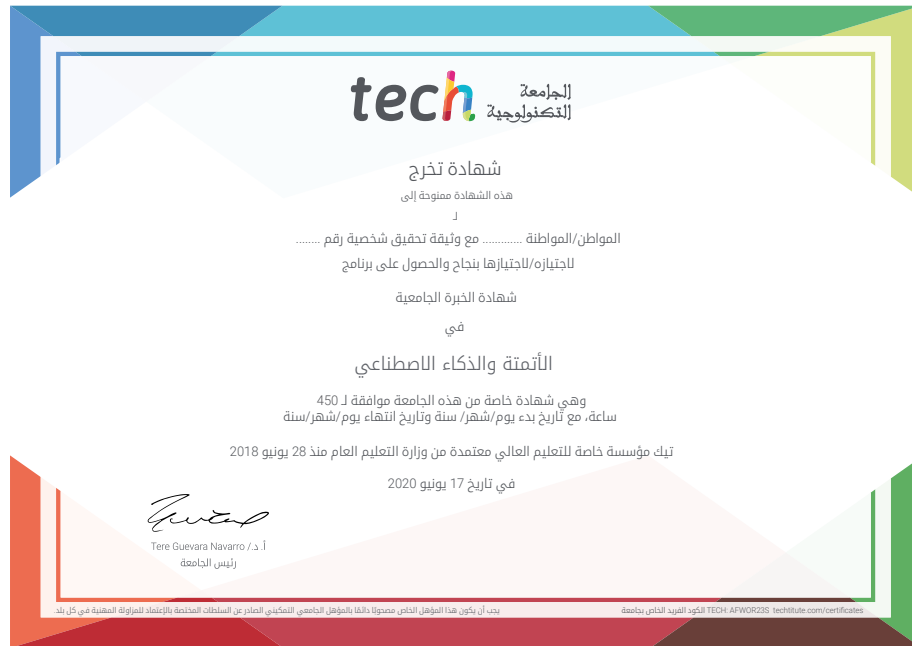 tech الجامعة
التكنولوجية
شهادة تخرج
هذه الشهادة ممنوحة إلى
لـ
المواطن/المواطنة ............ مع وثيقة تحقيق شخصية رقم ........
لاجتيازه/لاجتيازها بنجاح والحصول على برنامج
شهادة الخبرة الجامعية
في
الأتمتة والذكاء الاصطناعي
وهي شهادة خاصة من هذه الجامعة موافقة لـ 450
ساعة، مع تاريخ بدء يوم/شهر/ سنة وتاريخ انتهاء يوم/شهر/سنة
تيك مؤسسة خاصة للتعليم العالي معتمدة من وزارة التعليم العام منذ 28 يونيو 2018
في تاريخ 17 يونيو 2020
أ. د./ Tere Guevara Navarro
رئيس الجامعة
يجب أن يكون هذا المؤهل الخاص مصحوبًا دائمًا بالمؤهل الجامعي التمكيني الصادر عن السلطات المختصة بالإعتماد للمزاولة المهنية في كل بلد.
الكود الفريد الخاص بجامعة TECH: AFWOR23S techtitute.com/certificates